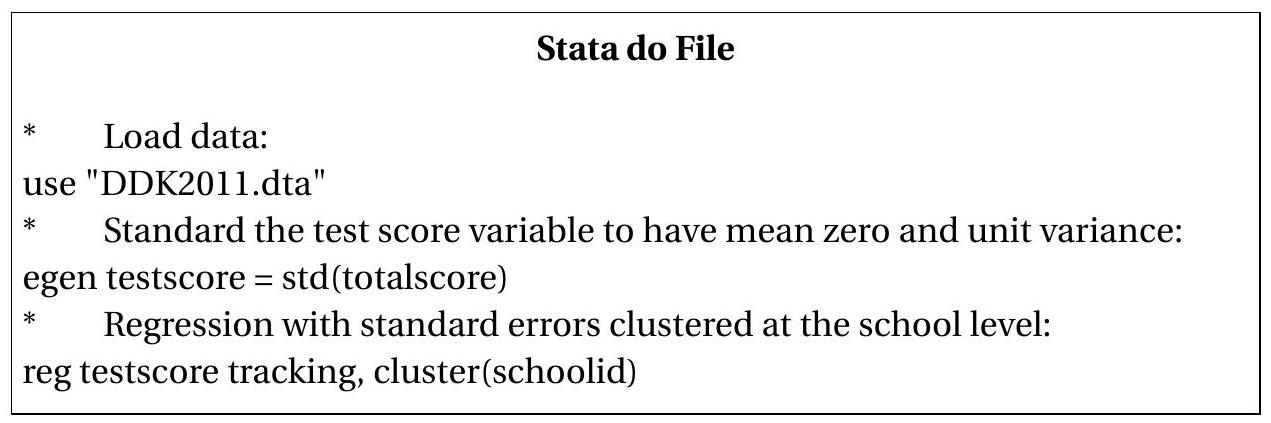 Stata do File
* Load data:
use "DDK2011.dta"
* Standard the test score variable to have mean zero and unit variance:
egen testscore = std(totalscore)
* Regression with standard errors clustered at the school level:
reg testscore tracking, cluster(schoolid)